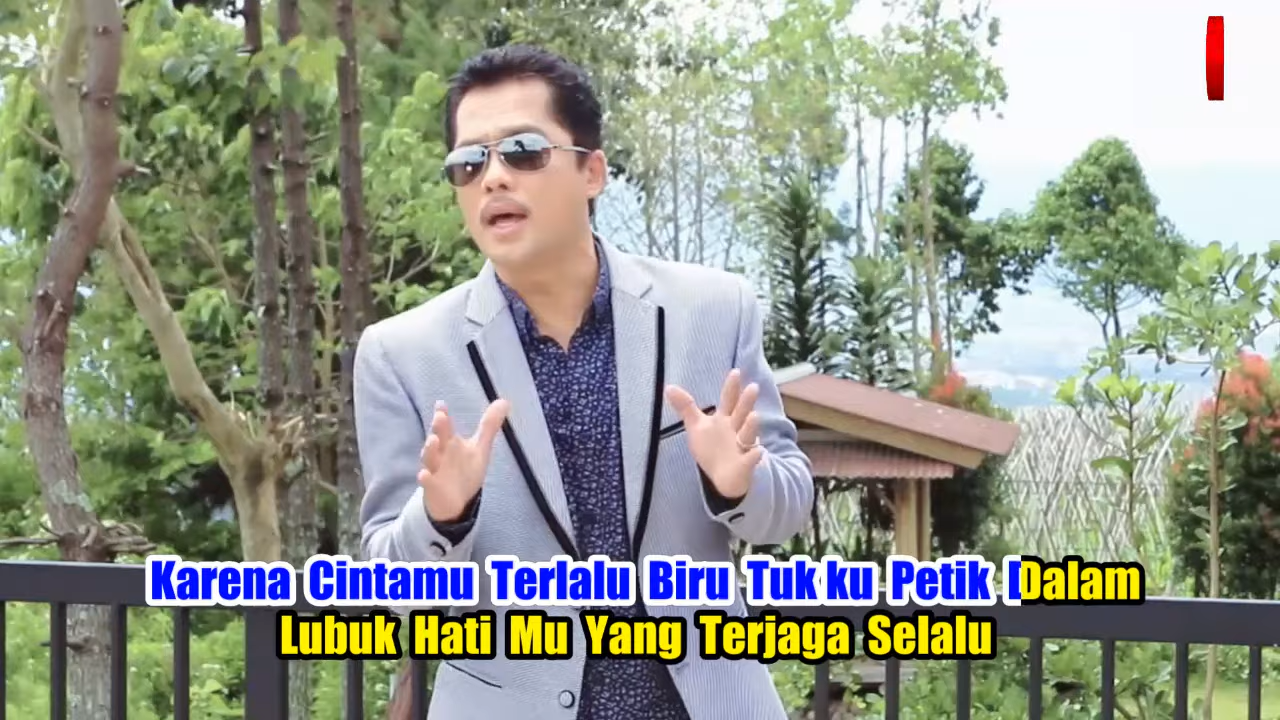 Karena Cintamu Terlalu Biru Tuk ku Petik Dalam
Lubuk Hati Mu Yang Terjaga Selalu